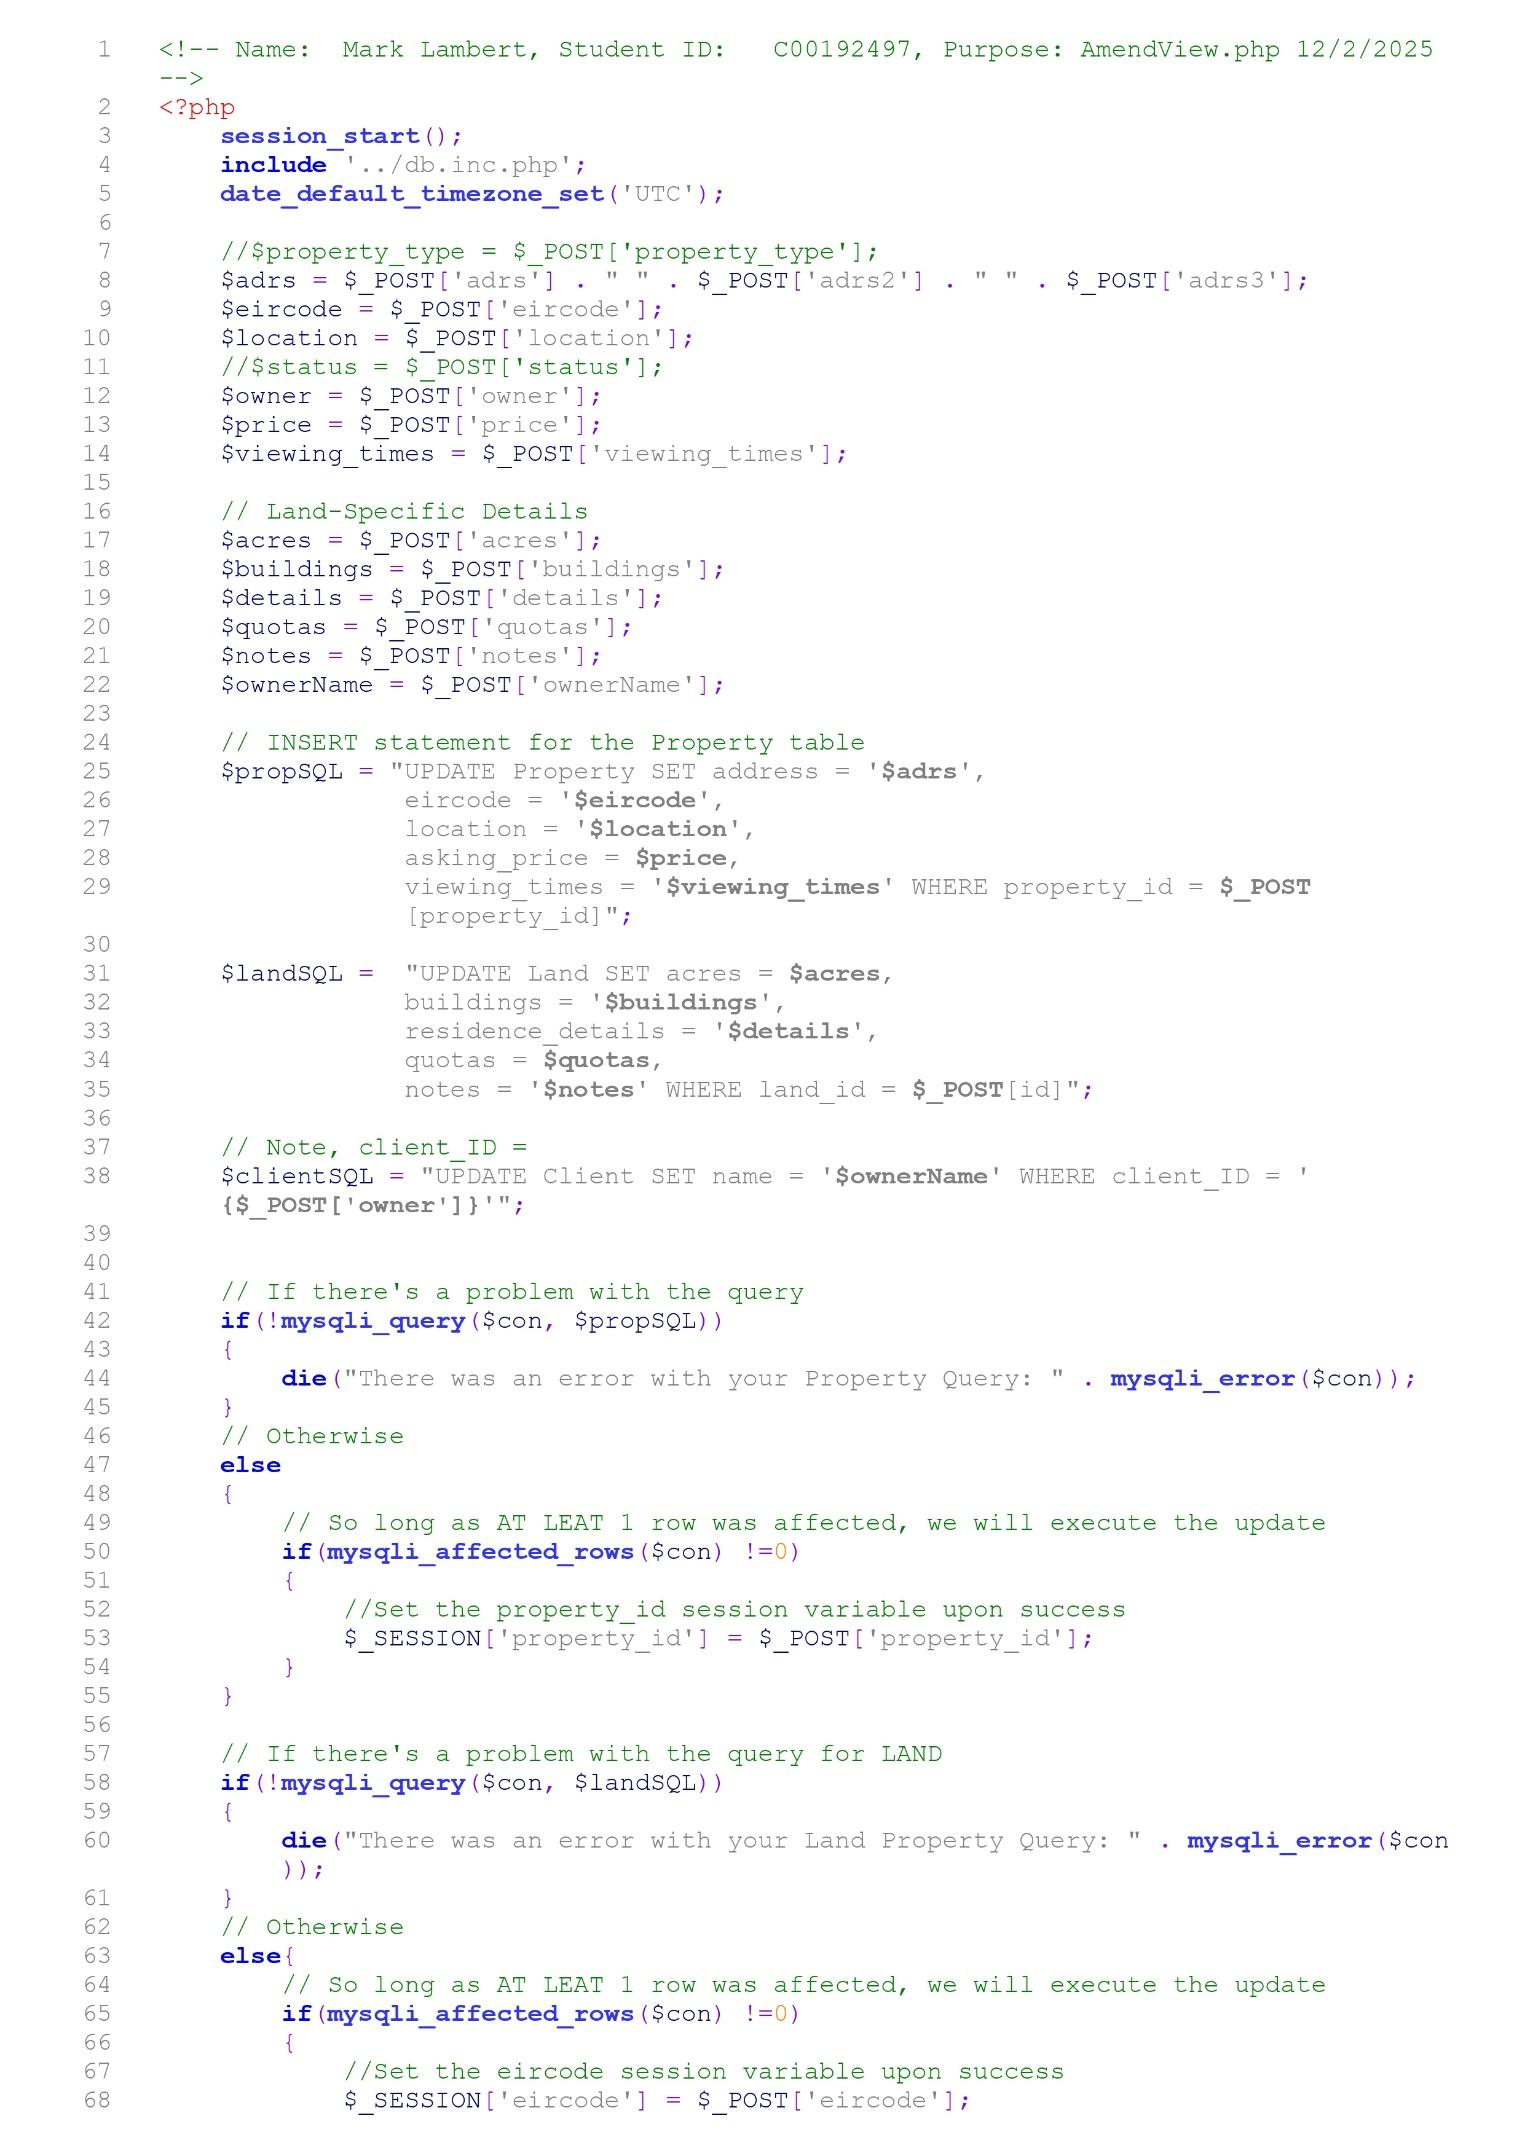 1 <!-- Name:  Mark Lambert, Student ID:   C00192497, Purpose: AmendView.php 12/2/2025
-->
2 <?php
3 session_start();
4 include '../db.inc.php';
5 date_default_timezone_set('UTC');
6
7 //$property_type = $_POST['property_type'];
8 $adrs = $_POST['adrs'] . " " . $_POST['adrs2'] . " " . $_POST['adrs3'];
9 $eircode = $_POST['eircode'];
10 $location = $_POST['location'];
11 //$status = $_POST['status'];
12 $owner = $_POST['owner'];
13 $price = $_POST['price'];
14 $viewing_times = $_POST['viewing_times'];
15
16 // Land-Specific Details
17 $acres = $_POST['acres'];
18 $buildings = $_POST['buildings'];
19 $details = $_POST['details'];
20 $quotas = $_POST['quotas'];
21 $notes = $_POST['notes'];
22 $ownerName = $_POST['ownerName'];
23
24 // INSERT statement for the Property table
25 $propSQL = "UPDATE Property SET address = '$adrs',
26 eircode = '$eircode',
27 location = '$location',
28 asking_price = $price,
29 viewing_times = '$viewing_times' WHERE property_id = $_POST
[property_id]";
30
31 $landSQL =  "UPDATE Land SET acres = $acres,
32 buildings = '$buildings',
33 residence_details = '$details',
34 quotas = $quotas,
35 notes = '$notes' WHERE land_id = $_POST[id]";
36
37 // Note, client_ID =
38 $clientSQL = "UPDATE Client SET name = '$ownerName' WHERE client_ID = '
{$_POST['owner']}'";
39
40
41 // If there's a problem with the query
42 if(!mysqli_query($con, $propSQL))
43 {
44 die("There was an error with your Property Query: " . mysqli_error($con));
45 }
46 // Otherwise
47 else
48 {
49 // So long as AT LEAT 1 row was affected, we will execute the update
50 if(mysqli_affected_rows($con) !=0)
51 {
52 //Set the property_id session variable upon success
53 $_SESSION['property_id'] = $_POST['property_id'];
54 }
55 }
56
57 // If there's a problem with the query for LAND
58 if(!mysqli_query($con, $landSQL))
59 {
60 die("There was an error with your Land Property Query: " . mysqli_error($con
));
61 }
62 // Otherwise
63 else{
64 // So long as AT LEAT 1 row was affected, we will execute the update
65 if(mysqli_affected_rows($con) !=0)
66 {
67 //Set the eircode session variable upon success
68 $_SESSION['eircode'] = $_POST['eircode'];